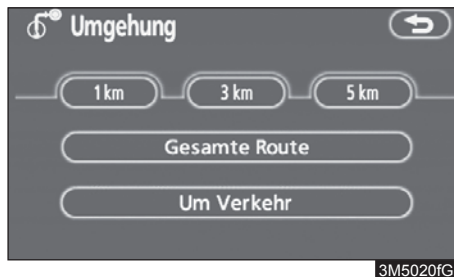 Umgehung
1 km 3 km 5 km
Gesamte Route
Um Verkehr
3M5020fG